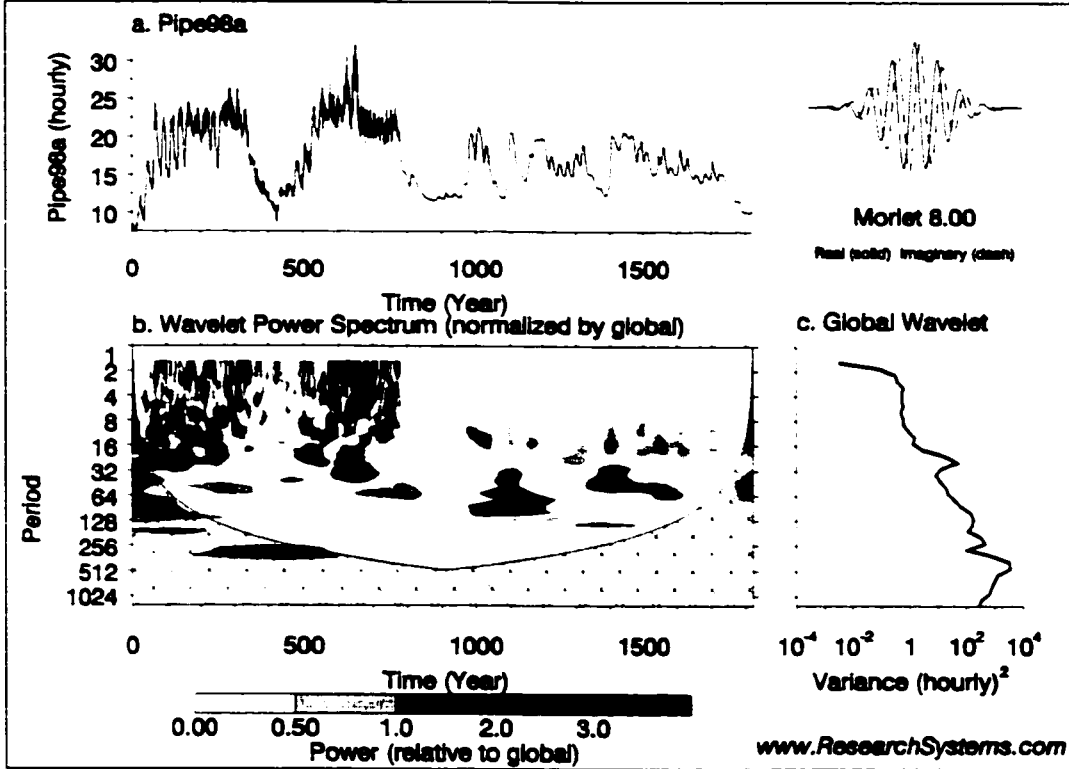 a. Pipe98a
Pipe98a (hourly)
30
25
20
15
10
0
500
1000
1500
Time (Year)
Morlet 8.00
Real (solid) Imaginary (dash)
b. Wavelet Power Spectrum (normalized by global)
Period
1
2
4
8
16
32
64
128
256
512
1024
0
500
1000
1500
Time (Year)
0.00 0.50 1.0 2.0 3.0
Power (relative to global)
c. Global Wavelet
10⁻⁴ 10⁻² 1 10² 10⁴
Variance (hourly)²
www.ResearchSystems.com